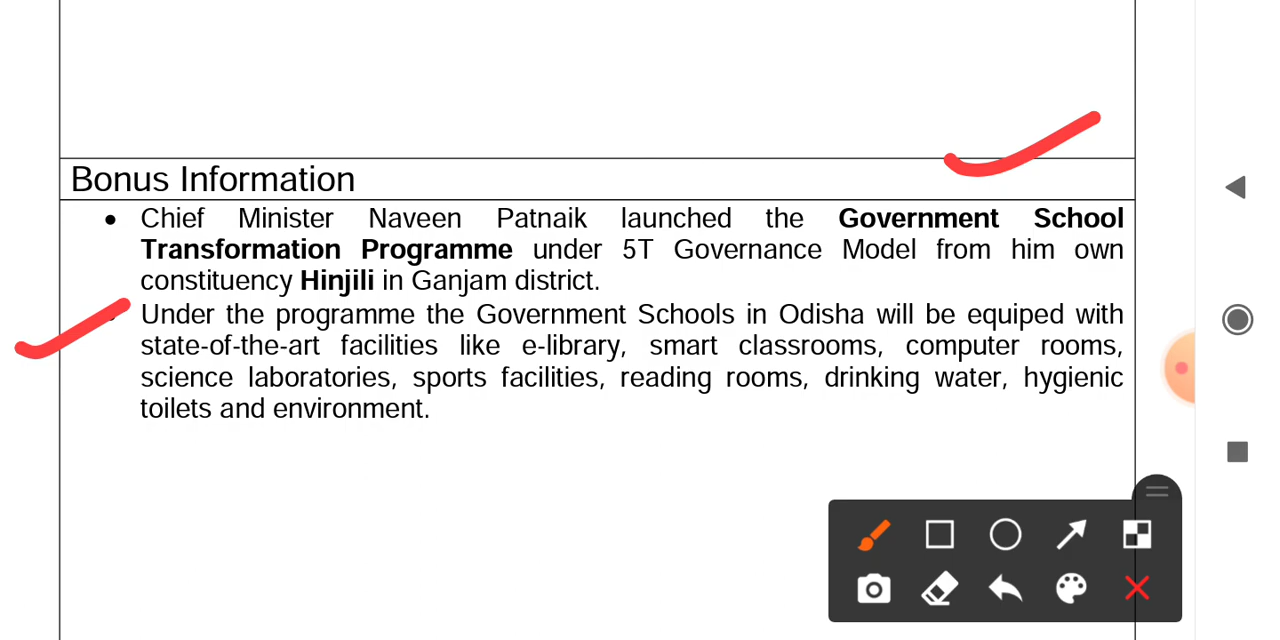 Bonus Information
• Chief Minister Naveen Patnaik launched the Government School
Transformation Programme under 5T Governance Model from him own
constituency Hinjili in Ganjam district.
Under the programme the Government Schools in Odisha will be equiped with
state-of-the-art facilities like e-library, smart classrooms, computer rooms,
science laboratories, sports facilities, reading rooms, drinking water, hygienic
toilets and environment.